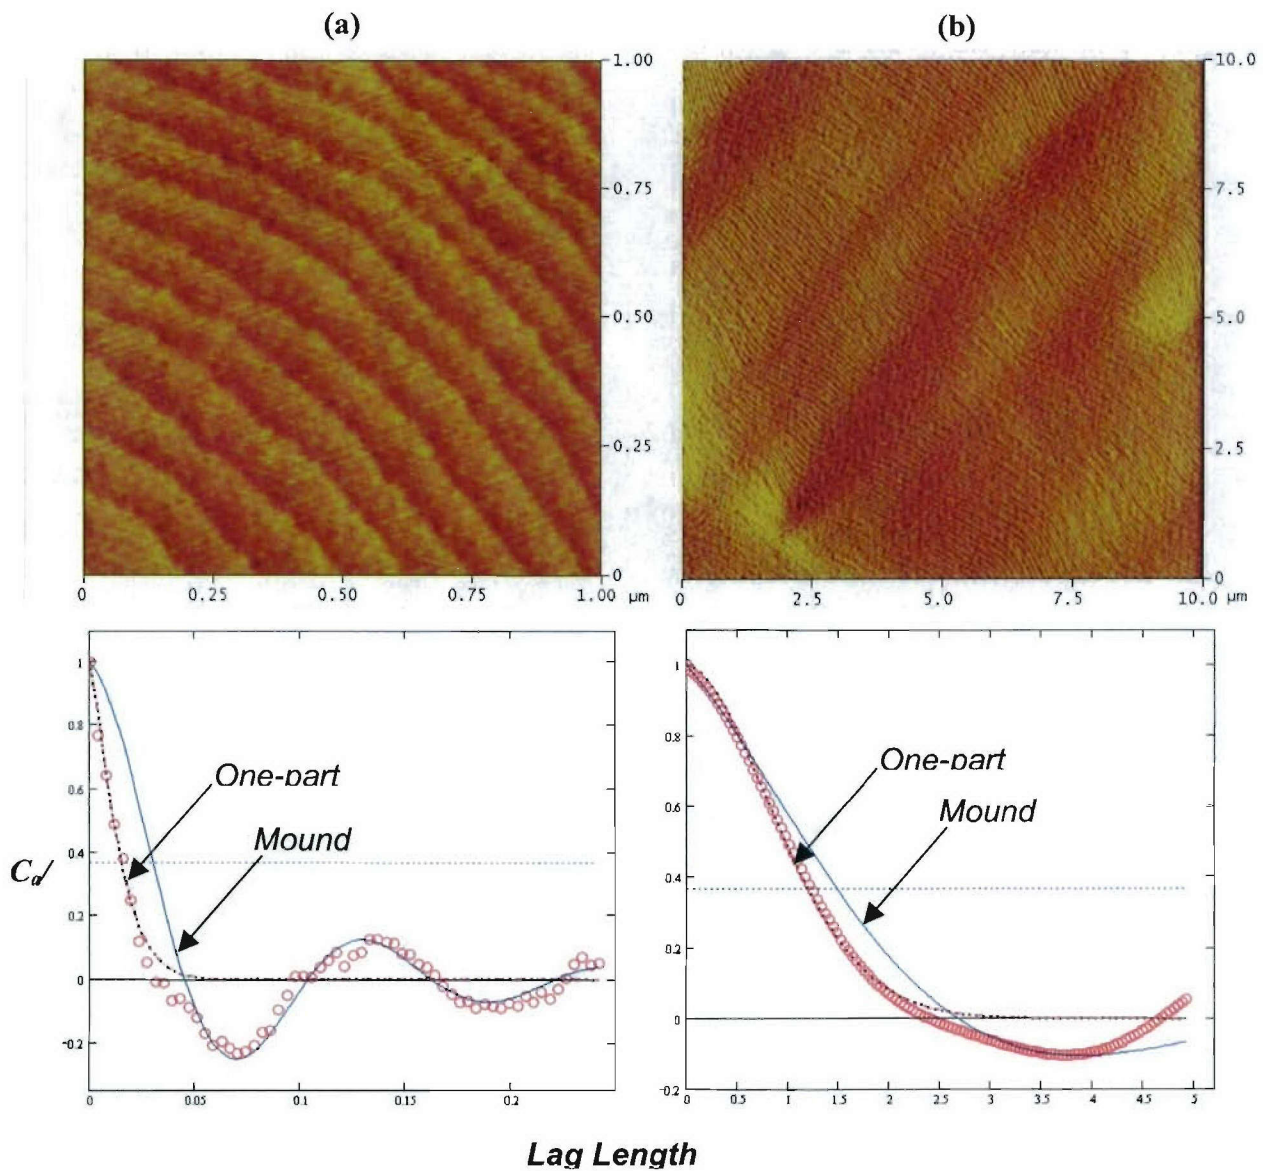 (a) (b)
1.00 10.0
0.75 7.5
0.50 5.0
0.25 2.5
0 0
0 0.25 0.50 0.75 1.00 μm 0 2.5 5.0 7.5 10.0 μm
1 1
0.8 0.8
0.6 0.6
0.4 0.4
0.2 0.2
0 0
-0.2 -0.2
One-part One-part
Mound Mound
Cₐ/
0 0.05 0.15 0.15 0.2 0 0.5 1 1.5 2 2.5 3 3.5 4 4.5 5
Lag Length